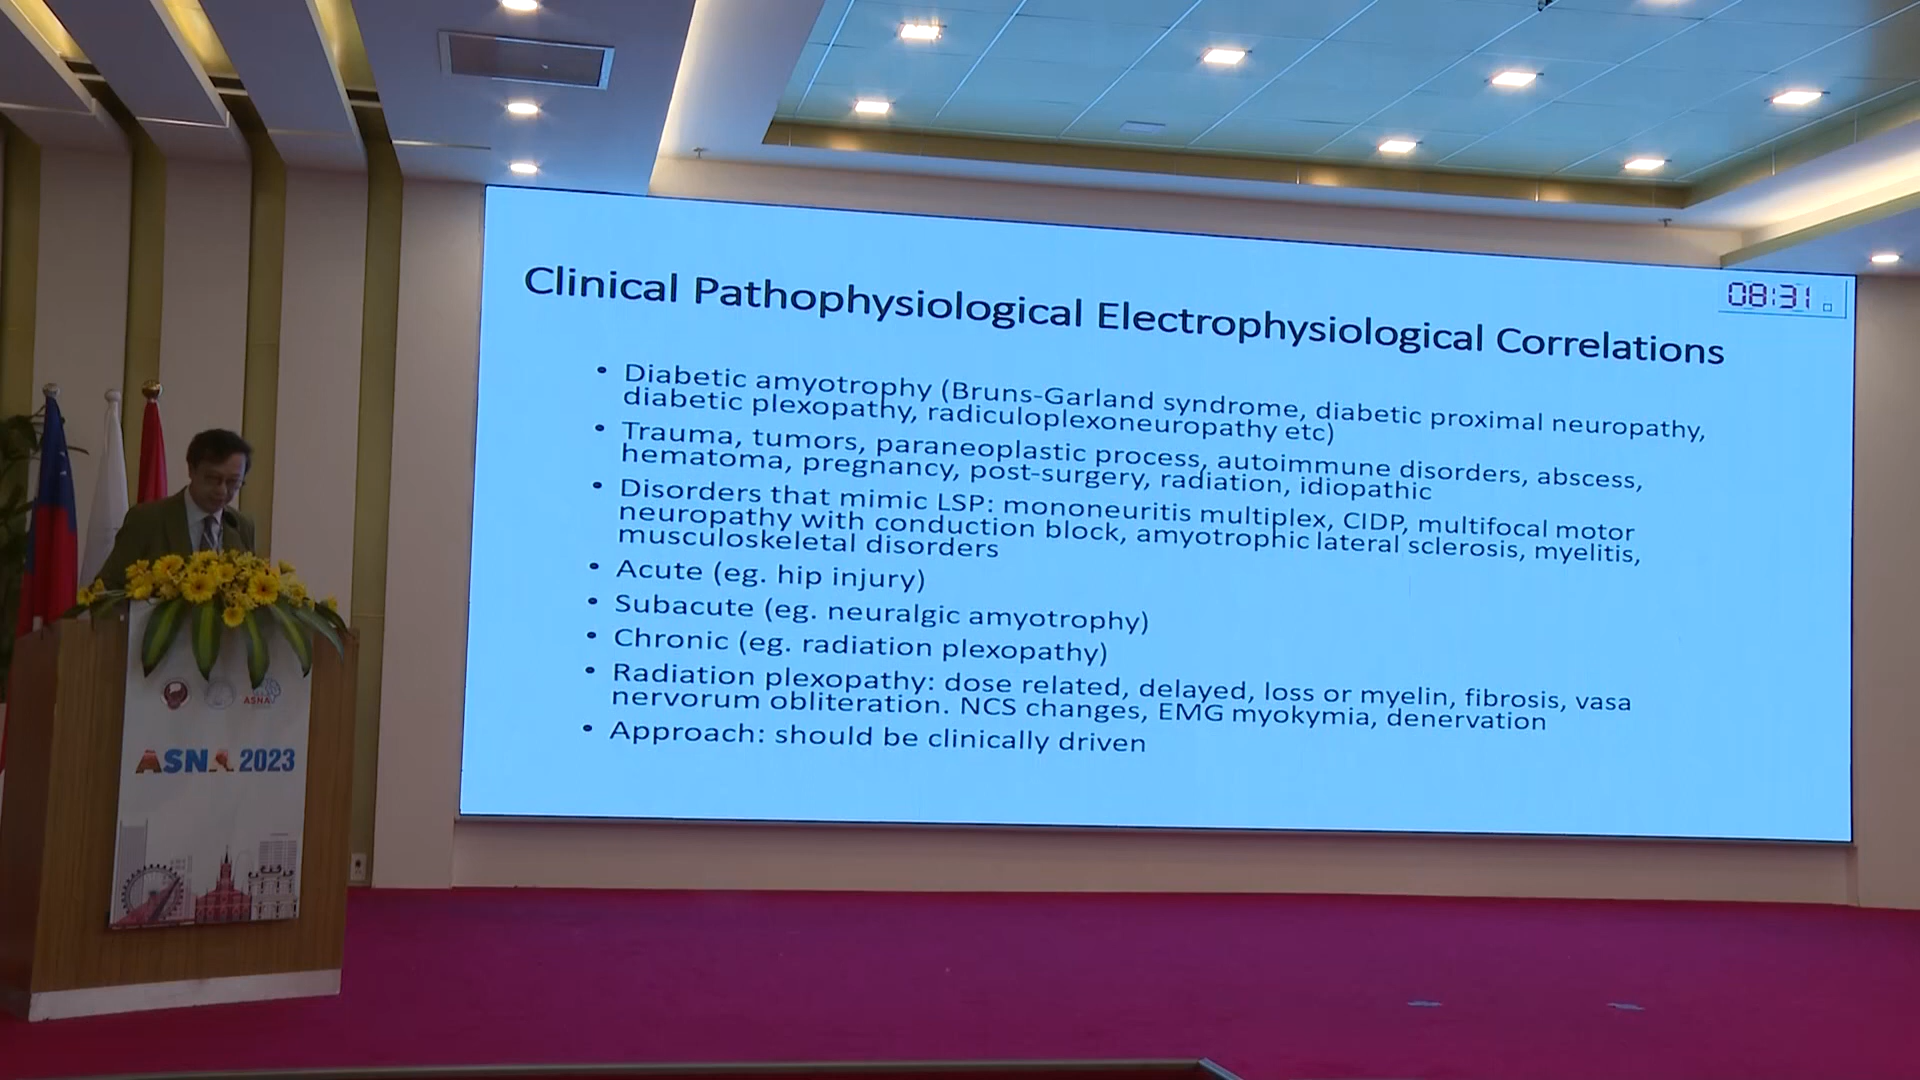 Clinical Pathophysiological Electrophysiological Correlations
08:31
• Diabetic amyotrophy (Bruns-Garland syndrome, diabetic proximal neuropathy,
diabetic plexopathy, radiculoplexoneuropathy etc)
• Trauma, tumors, paraneoplastic process, autoimmune disorders, abscess,
hematoma, pregnancy, post-surgery, radiation, idiopathic
• Disorders that mimic LSP: mononeuritis multiplex, CIDP, multifocal motor
neuropathy with conduction block, amyotrophic lateral sclerosis, myelitis,
musculoskeletal disorders
• Acute (eg. hip injury)
• Subacute (eg. neuralgic amyotrophy)
• Chronic (eg. radiation plexopathy)
• Radiation plexopathy: dose related, delayed, loss or myelin, fibrosis, vasa
nervorum obliteration. NCS changes, EMG myokymia, denervation
• Approach: should be clinically driven
ASNA
ASNA 2023